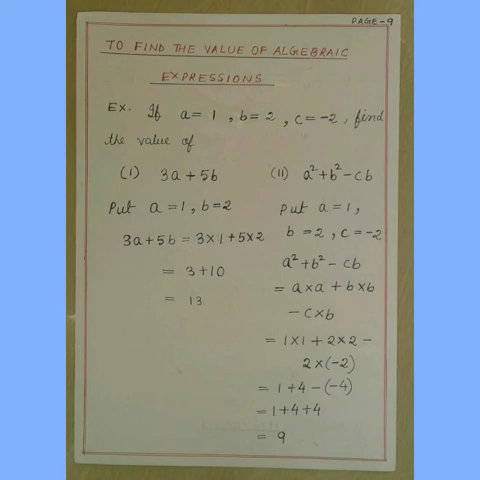 PAGE-9
TO FIND THE VALUE OF ALGEBRAIC
EXPRESSIONS
Ex. If a = 1 , b = 2 , c = -2 , find
the value of
(i) 3a + 5b
Put a = 1, b = 2
3a + 5b = 3×1 + 5×2
= 3 + 10
= 13
(ii) a² + b² - cb
Put a = 1,
b = 2 , c = -2
a² + b² - cb
= a×a + b×b
- c×b
= 1×1 + 2×2 -
2×(-2)
= 1 + 4 - (-4)
= 1 + 4 + 4
= 9